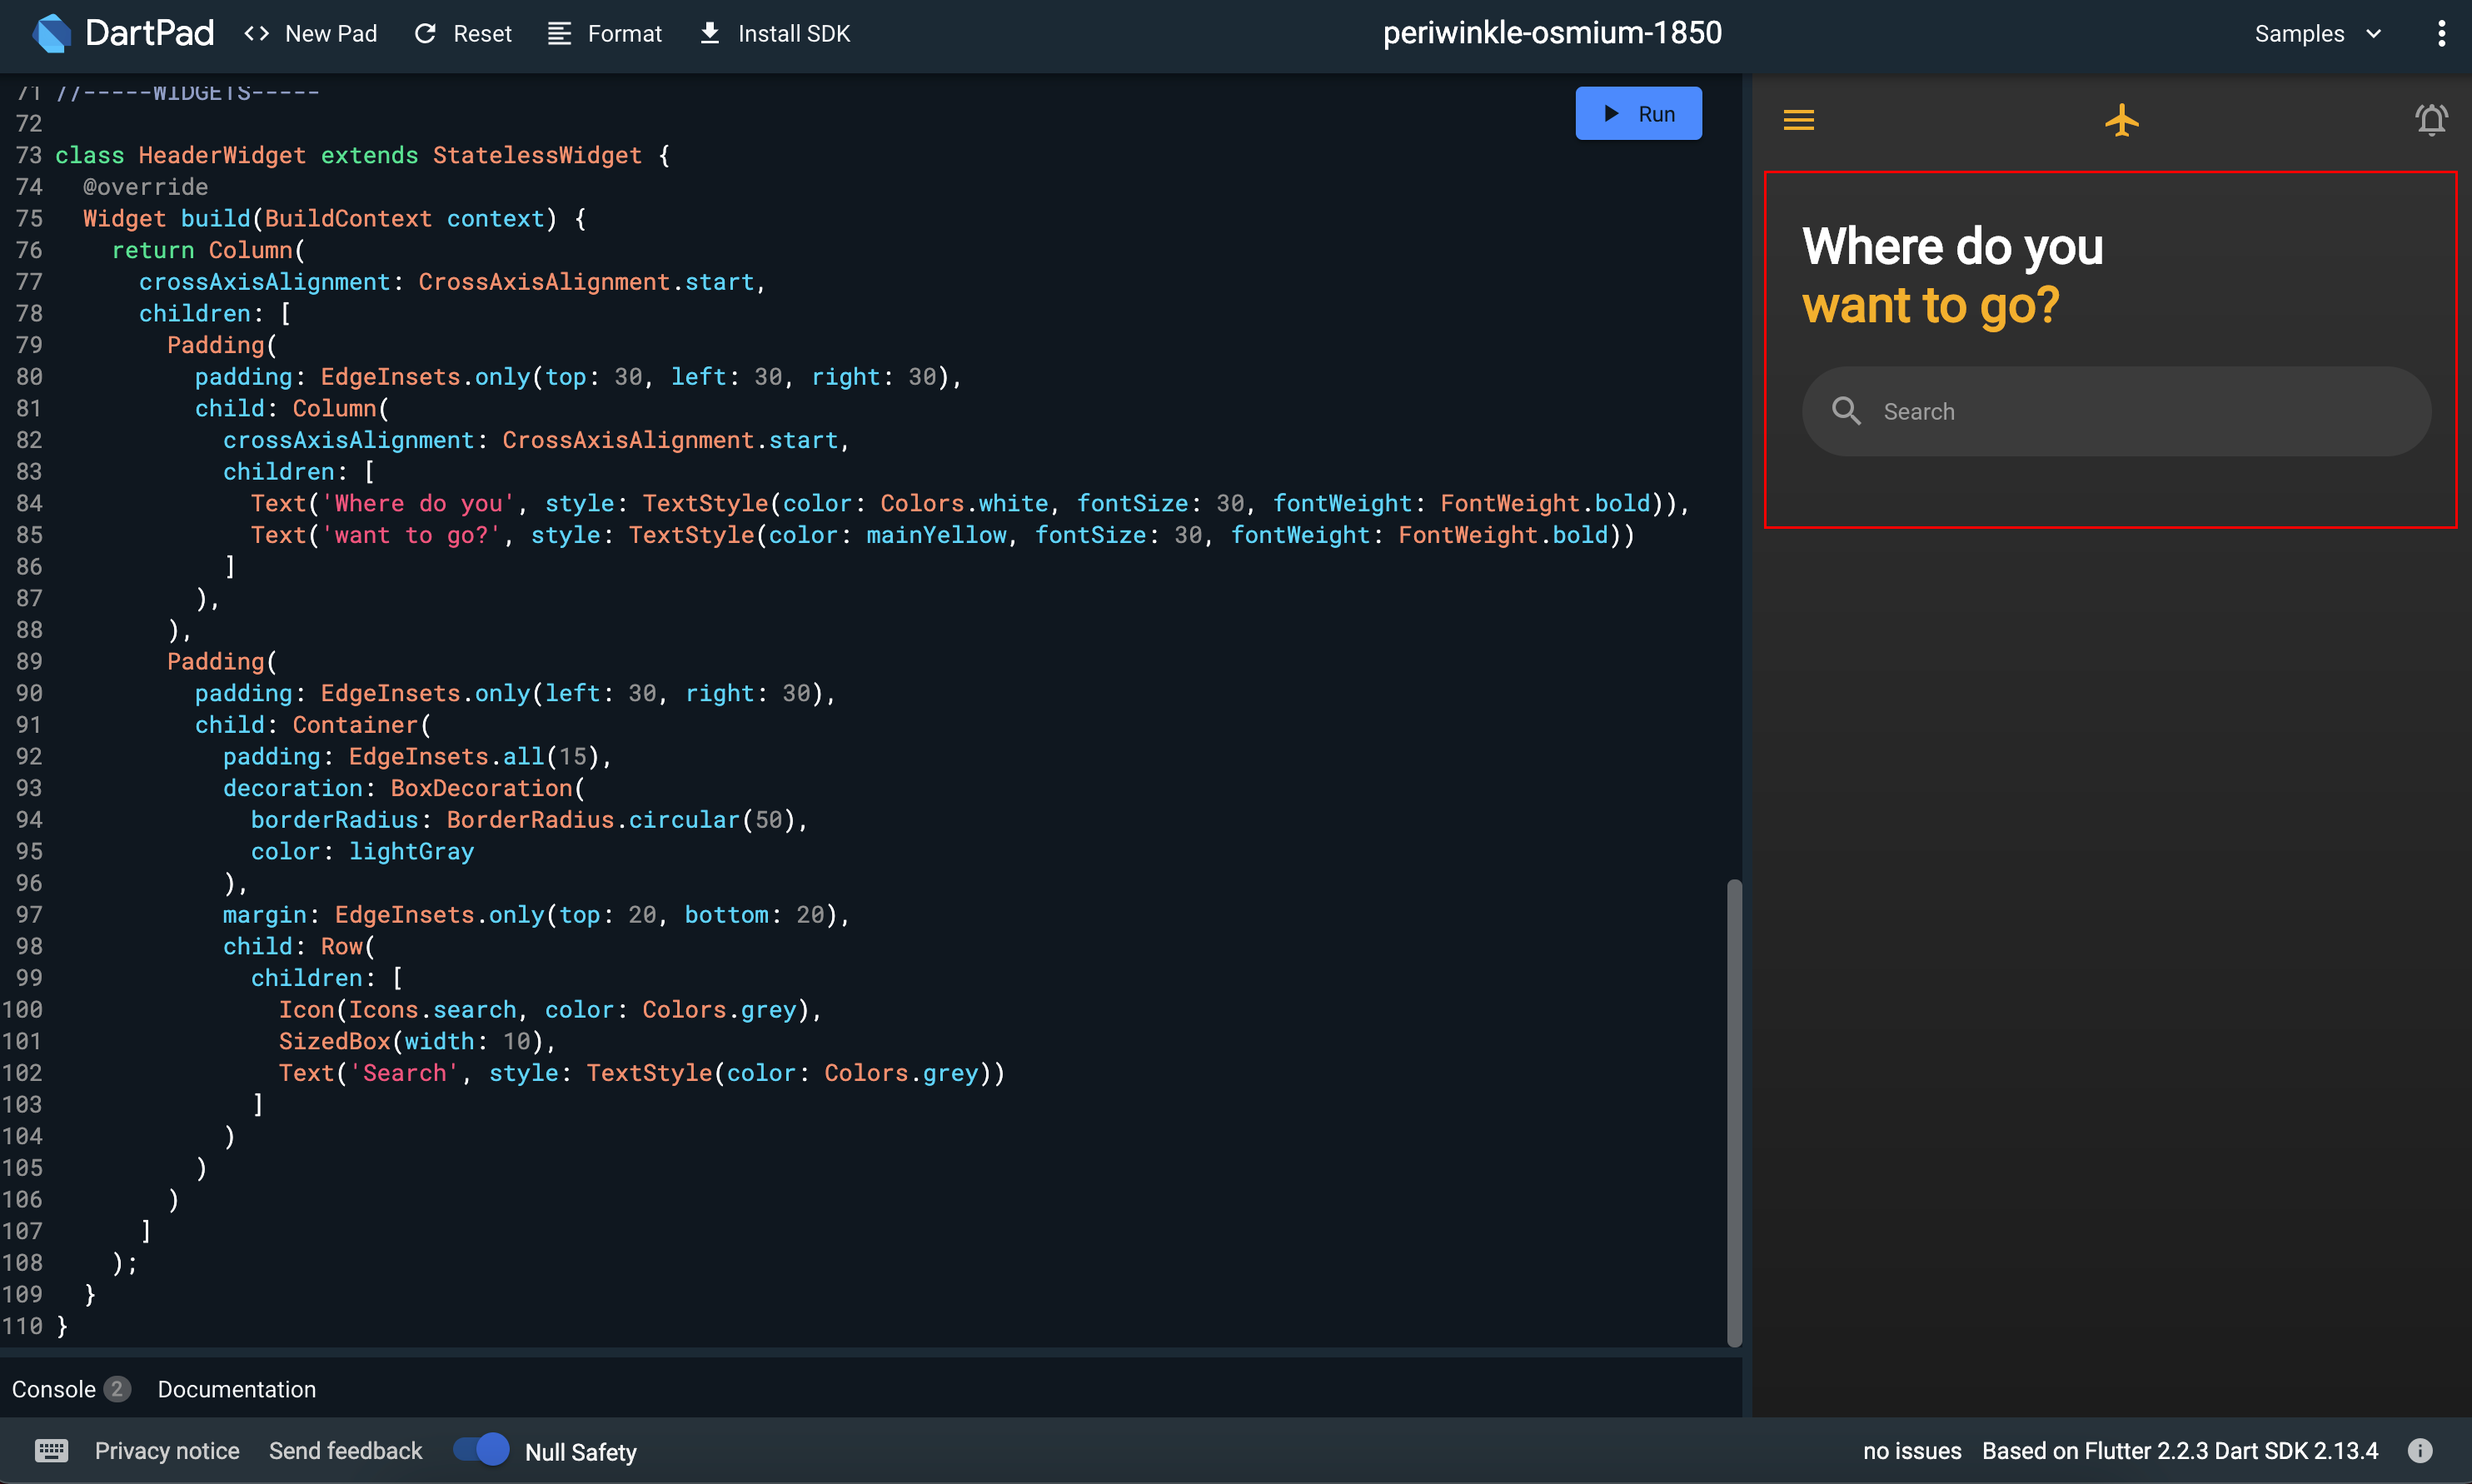 DartPad
<> New Pad
Reset
Format
Install SDK
periwinkle-osmium-1850
Samples
71 //-----WIDGETS-----
72
73 class HeaderWidget extends StatelessWidget {
74   @override
75   Widget build(BuildContext context) {
76     return Column(
77       crossAxisAlignment: CrossAxisAlignment.start,
78       children: [
79         Padding(
80           padding: EdgeInsets.only(top: 30, left: 30, right: 30),
81           child: Column(
82             crossAxisAlignment: CrossAxisAlignment.start,
83             children: [
84               Text('Where do you', style: TextStyle(color: Colors.white, fontSize: 30, fontWeight: FontWeight.bold)),
85               Text('want to go?', style: TextStyle(color: mainYellow, fontSize: 30, fontWeight: FontWeight.bold))
86             ]
87           ),
88         ),
89         Padding(
90           padding: EdgeInsets.only(left: 30, right: 30),
91           child: Container(
92             padding: EdgeInsets.all(15),
93             decoration: BoxDecoration(
94               borderRadius: BorderRadius.circular(50),
95               color: lightGray
96             ),
97             margin: EdgeInsets.only(top: 20, bottom: 20),
98             child: Row(
99               children: [
100                 Icon(Icons.search, color: Colors.grey),
101                 SizedBox(width: 10),
102                 Text('Search', style: TextStyle(color: Colors.grey))
103               ]
104             )
105           )
106         )
107       ]
108     );
109   }
110 }
Run
Where do you
want to go?
Search
Console 2
Documentation
Privacy notice
Send feedback
Null Safety
no issues
Based on Flutter 2.2.3 Dart SDK 2.13.4